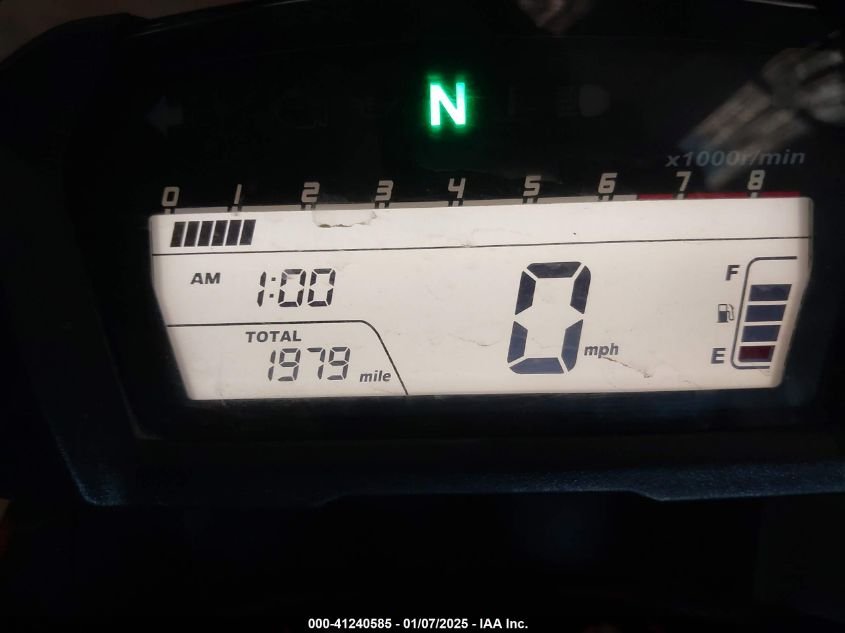 N
x1000r/min
0 1 2 3 4 5 6 7 8
AM 1:00
F
0 mph
TOTAL
1979 mile
E
000-41240585 - 01/07/2025 - IAA Inc.